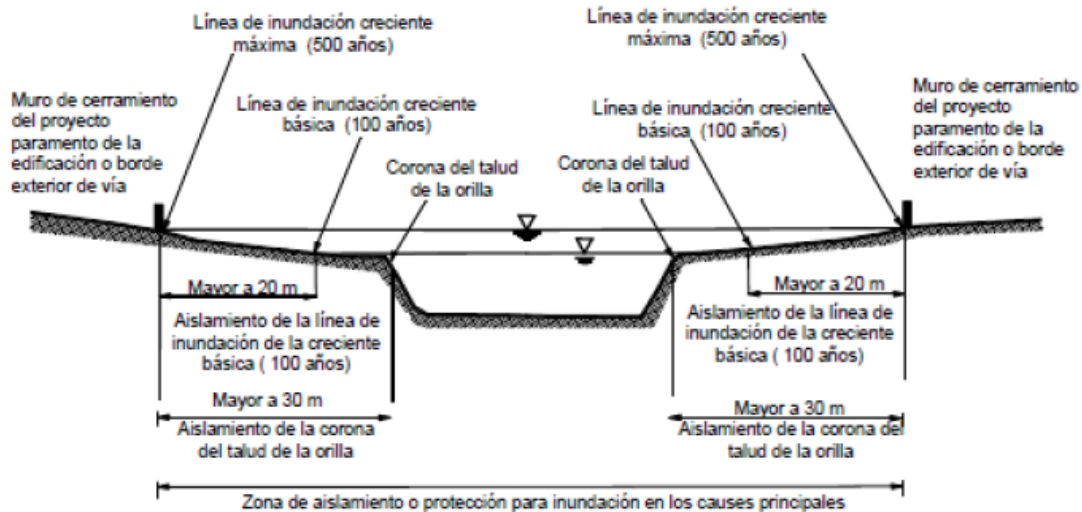 Línea de inundación creciente
máxima (500 años)
Línea de inundación creciente
máxima (500 años)
Muro de cerramiento
del proyecto
paramento de la
edificación o borde
exterior de vía
Línea de inundación creciente
básica (100 años)
Línea de inundación creciente
básica (100 años)
Muro de cerramiento
del proyecto
paramento de la
edificación o borde
exterior de vía
Corona del talud
de la orilla
Corona del talud
de la orilla
Mayor a 20 m
Aislamiento de la línea de
inundación de la creciente
básica ( 100 años)
Mayor a 20 m
Aislamiento de la línea de
inundación de la creciente
básica ( 100 años)
Mayor a 30 m
Aislamiento de la corona
del talud de la orilla
Mayor a 30 m
Aislamiento de la corona del
talud de la orilla
Zona de aislamiento o protección para inundación en los causes principales